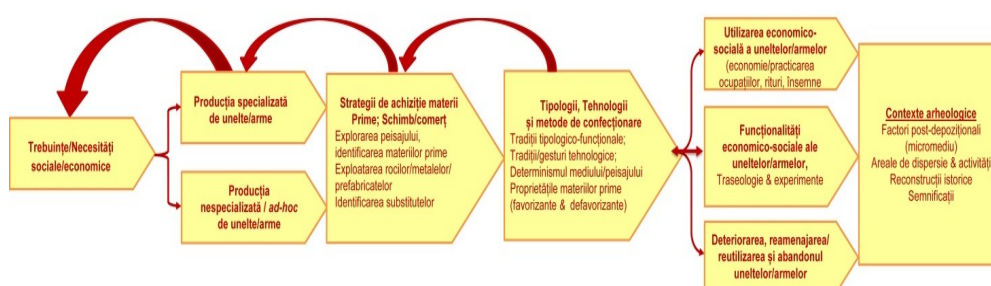 Trebuințe/Necesități
sociale/economice
Producția specializată
de unelte/arme
Producția
nespecializată / ad-hoc
de unelte/arme
Strategii de achiziție materii
Prime; Schimb/comerț
Explorarea peisajului,
identificarea materiilor prime
Exploatarea rocilor/metalelor/
prefabricatelor
Identificarea substitutelor
Tipologii, Tehnologii
și metode de confecționare
Tradiții tipologico-funcționale;
Tradiții/gesturi tehnologice;
Determinismul mediului/peisajului
Proprietățile materiilor prime
(favorizante & defavorizante)
Utilizarea economico-
socială a uneltelor/armelor
(economie/practicarea
ocupațiilor, rituri, însemne
Funcționalități
economico-sociale ale
uneltelor/armelor,
Traseologie & experimente
Deteriorarea, reamenajarea/
reutilizarea și abandonul
uneltelor/armelor
Contexte arheologice
Factori post-depoziționali
(micromediu)
Areale de dispersie & activități
Reconstrucții istorice
Semnificații